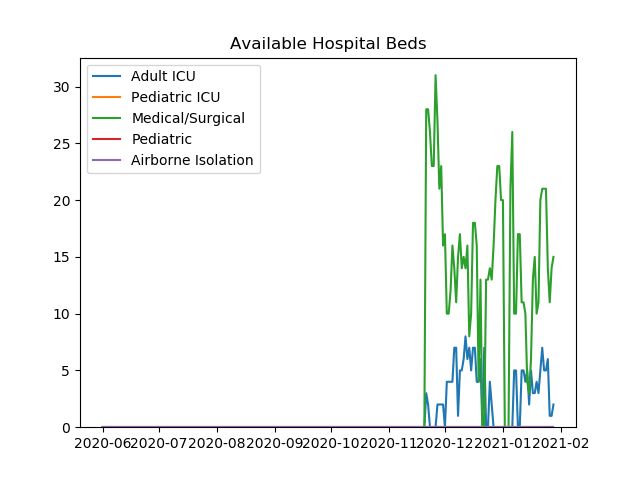 Available Hospital Beds
Adult ICU
Pediatric ICU
Medical/Surgical
Pediatric
Airborne Isolation
30
25
20
15
10
5
0
2020-06 2020-07 2020-08 2020-09 2020-10 2020-11 2020-12 2021-01 2021-02